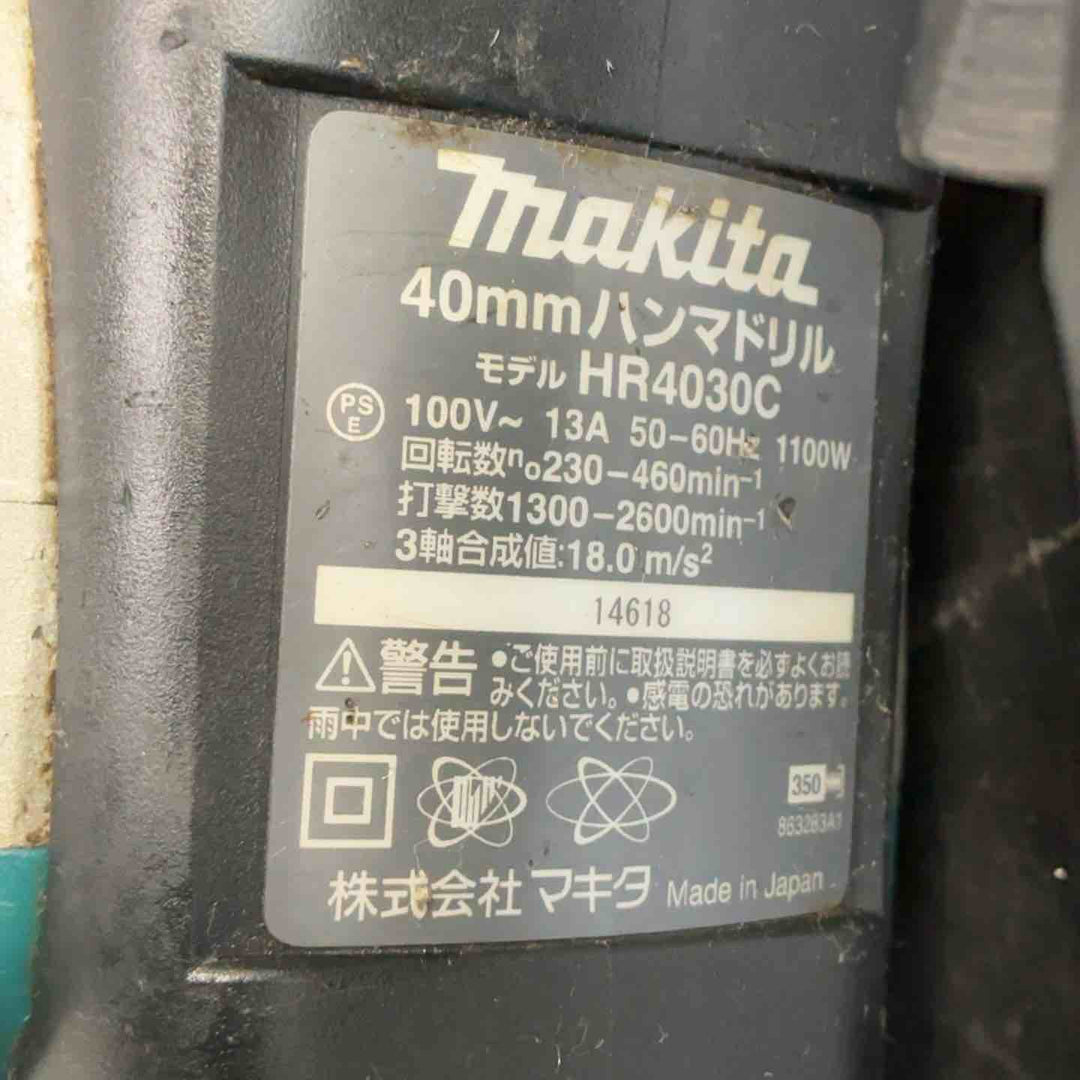 makita
40mmハンマドリル
モデル HR4030C
PS
E
100V~ 13A 50-60Hz 1100W
回転数n₀230-460min⁻¹
打撃数1300-2600min⁻¹
3軸合成値:18.0 m/s²
14618
警告 •ご使用前に取扱説明書を必ずよくお読
みください。•感電の恐れがあります。
雨中では使用しないでください。
350
863283A1
株式会社 マキタ Made in Japan